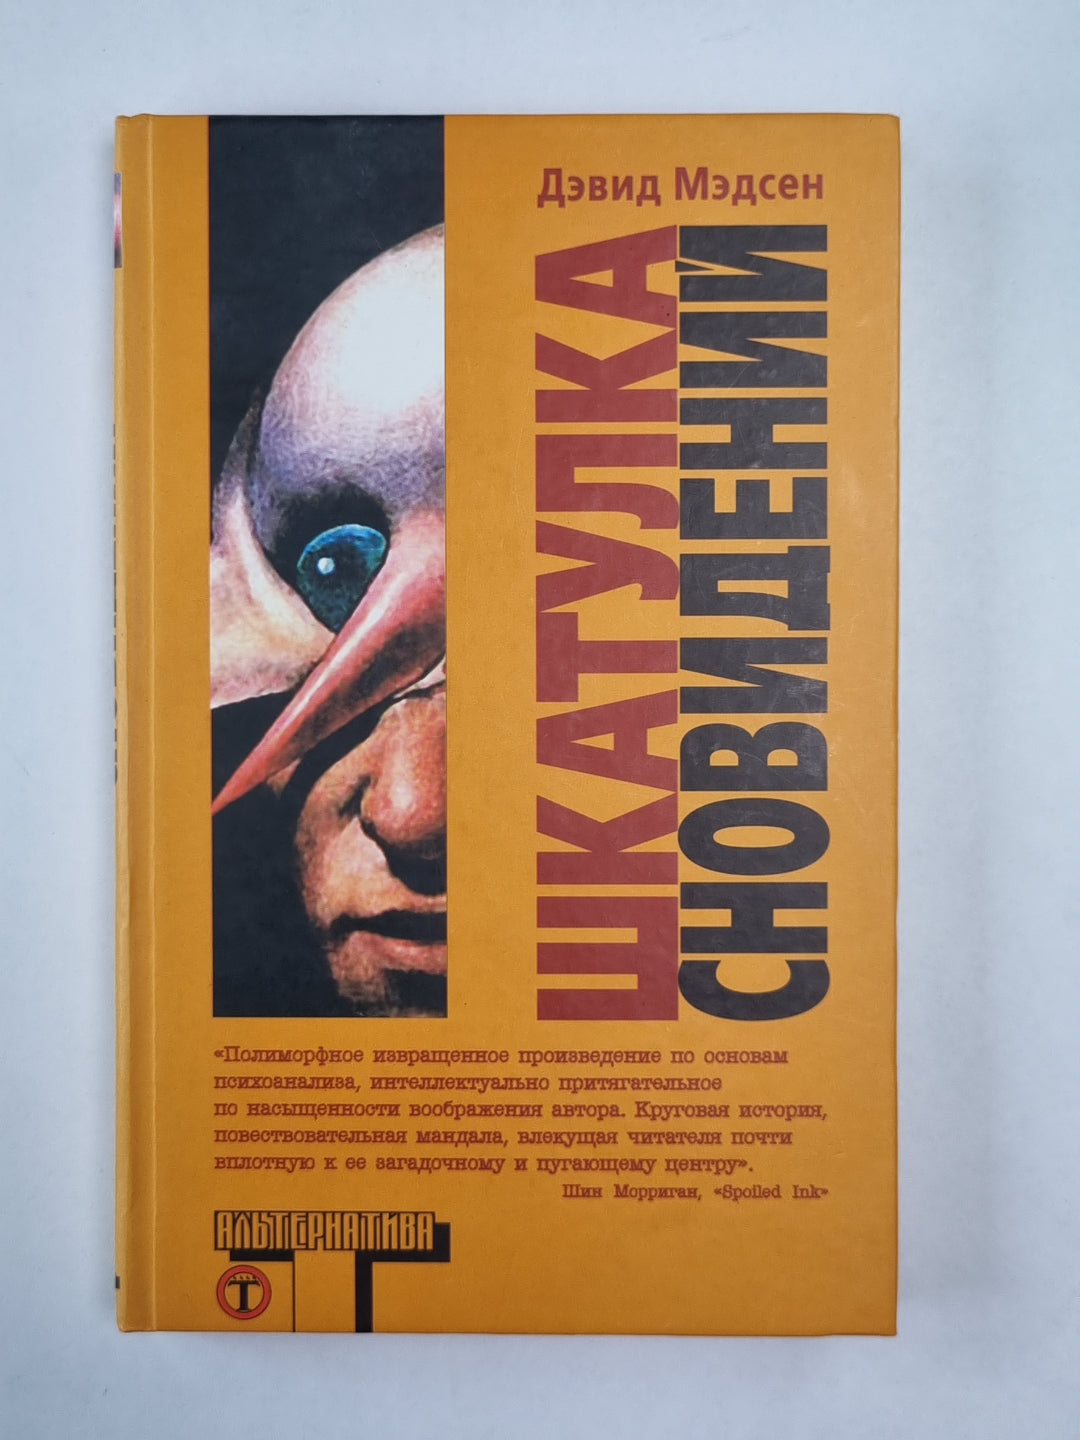 Дэвид Мэдсен
ШКАТУЛКА
СНОВИДЕНИЙ
«Полиморфное извращенное произведение по основам
психоанализа, интеллектуально притягательное
по насыщенности воображения автора. Круговая история,
повествовательная мандала, влекущая читателя почти
вплотную к ее загадочному и пугающему центру».
Шин Морриган, «Spoiled Ink»
АЛЬТЕРНАТИВА
Т